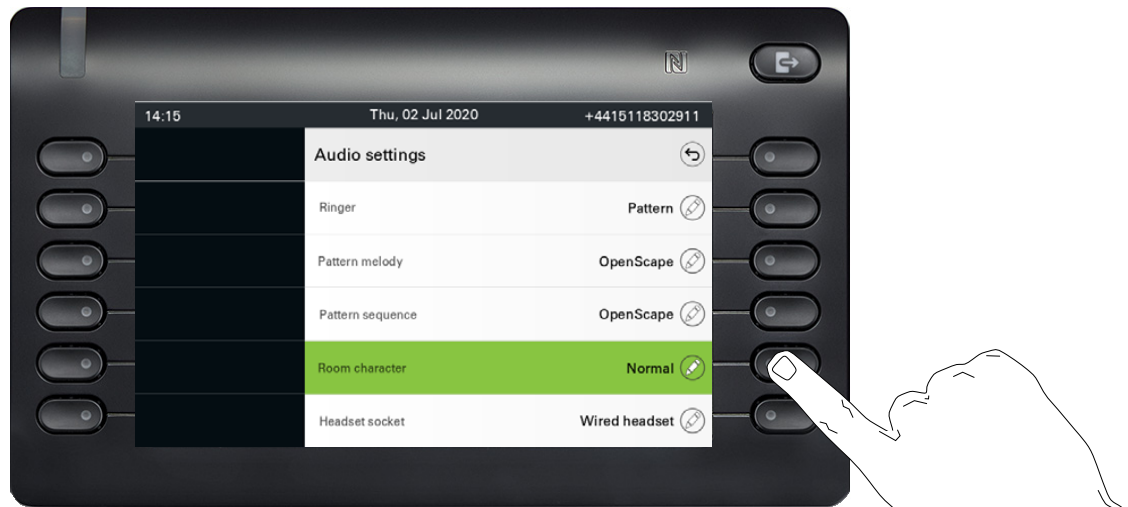 14:15 Thu, 02 Jul 2020 +4415118302911
Audio settings
Ringer Pattern
Pattern melody OpenScape
Pattern sequence OpenScape
Room character Normal
Headset socket Wired headset